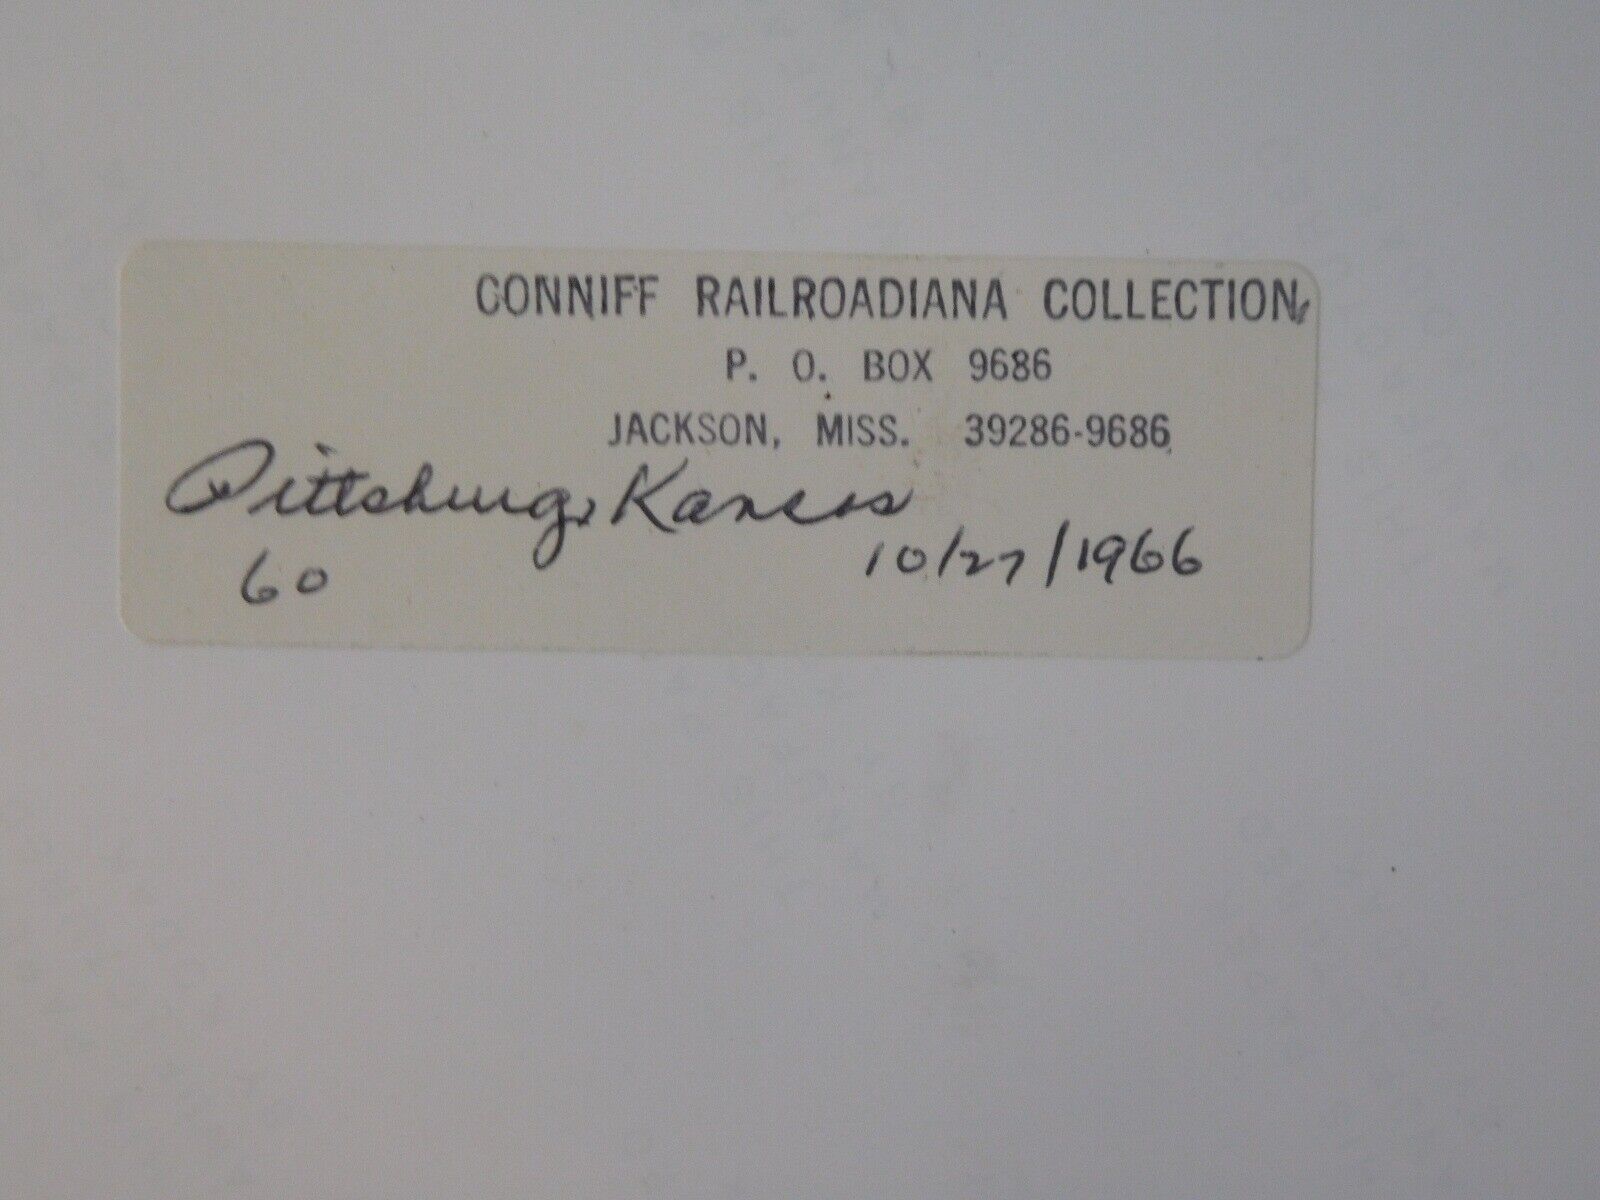 CONNIFF RAILROADIANA COLLECTION
P. O. BOX 9686
JACKSON, MISS. 39286-9686
Pittsburg, Kansas
60 10/27/1966